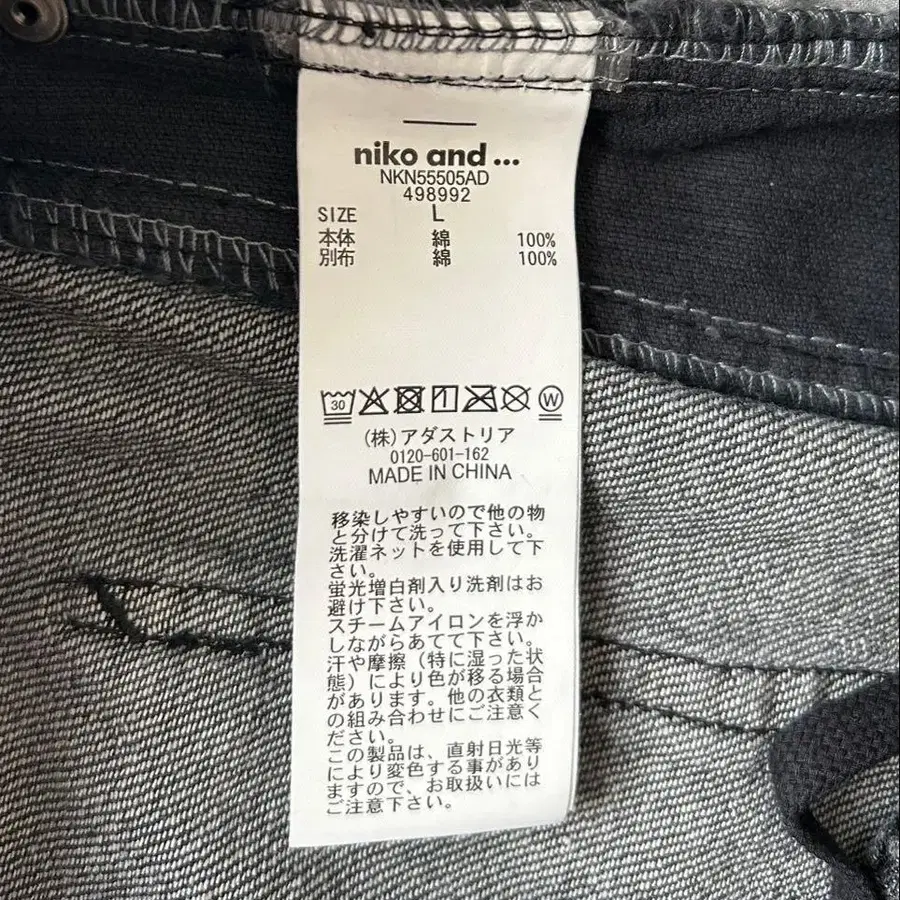 niko and ...
NKN55505AD
498992
SIZE L
本体 綿 100%
別布 綿 100%
30 W
(株)アダストリア
0120-601-162
MADE IN CHINA
移染しやすいので他の物
と分けて洗って下さい。
洗濯ネットを使用して下
さい。
蛍光増白剤入り洗剤はお
避け下さい。
スチームアイロンを浮か
しながらあてて下さい。
汗や摩擦(特に湿った状
態)により色が移る場合
があります。他の衣類と
の組み合わせにご注意く
ださい。
この製品は、直射日光等
により変色する事があり
ますので、お取扱いには
ご注意下さい。